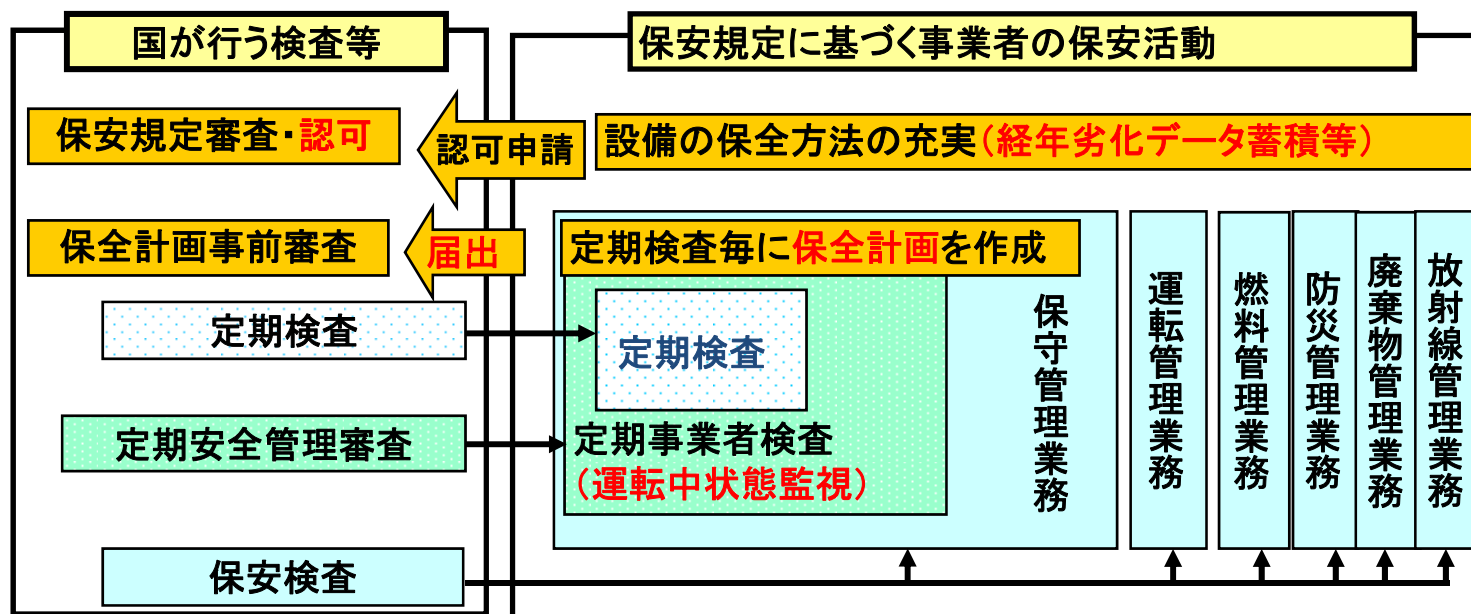 国が行う検査等
保安規定に基づく事業者の保安活動
保安規定審査・認可
認可申請
設備の保全方法の充実(経年劣化データ蓄積等)
保全計画事前審査
届出
定期検査毎に保全計画を作成
定期検査
定期検査
定期安全管理審査
定期事業者検査
(運転中状態監視)
保安検査
保守管理業務
運転管理業務
燃料管理業務
防災管理業務
廃棄物管理業務
放射線管理業務